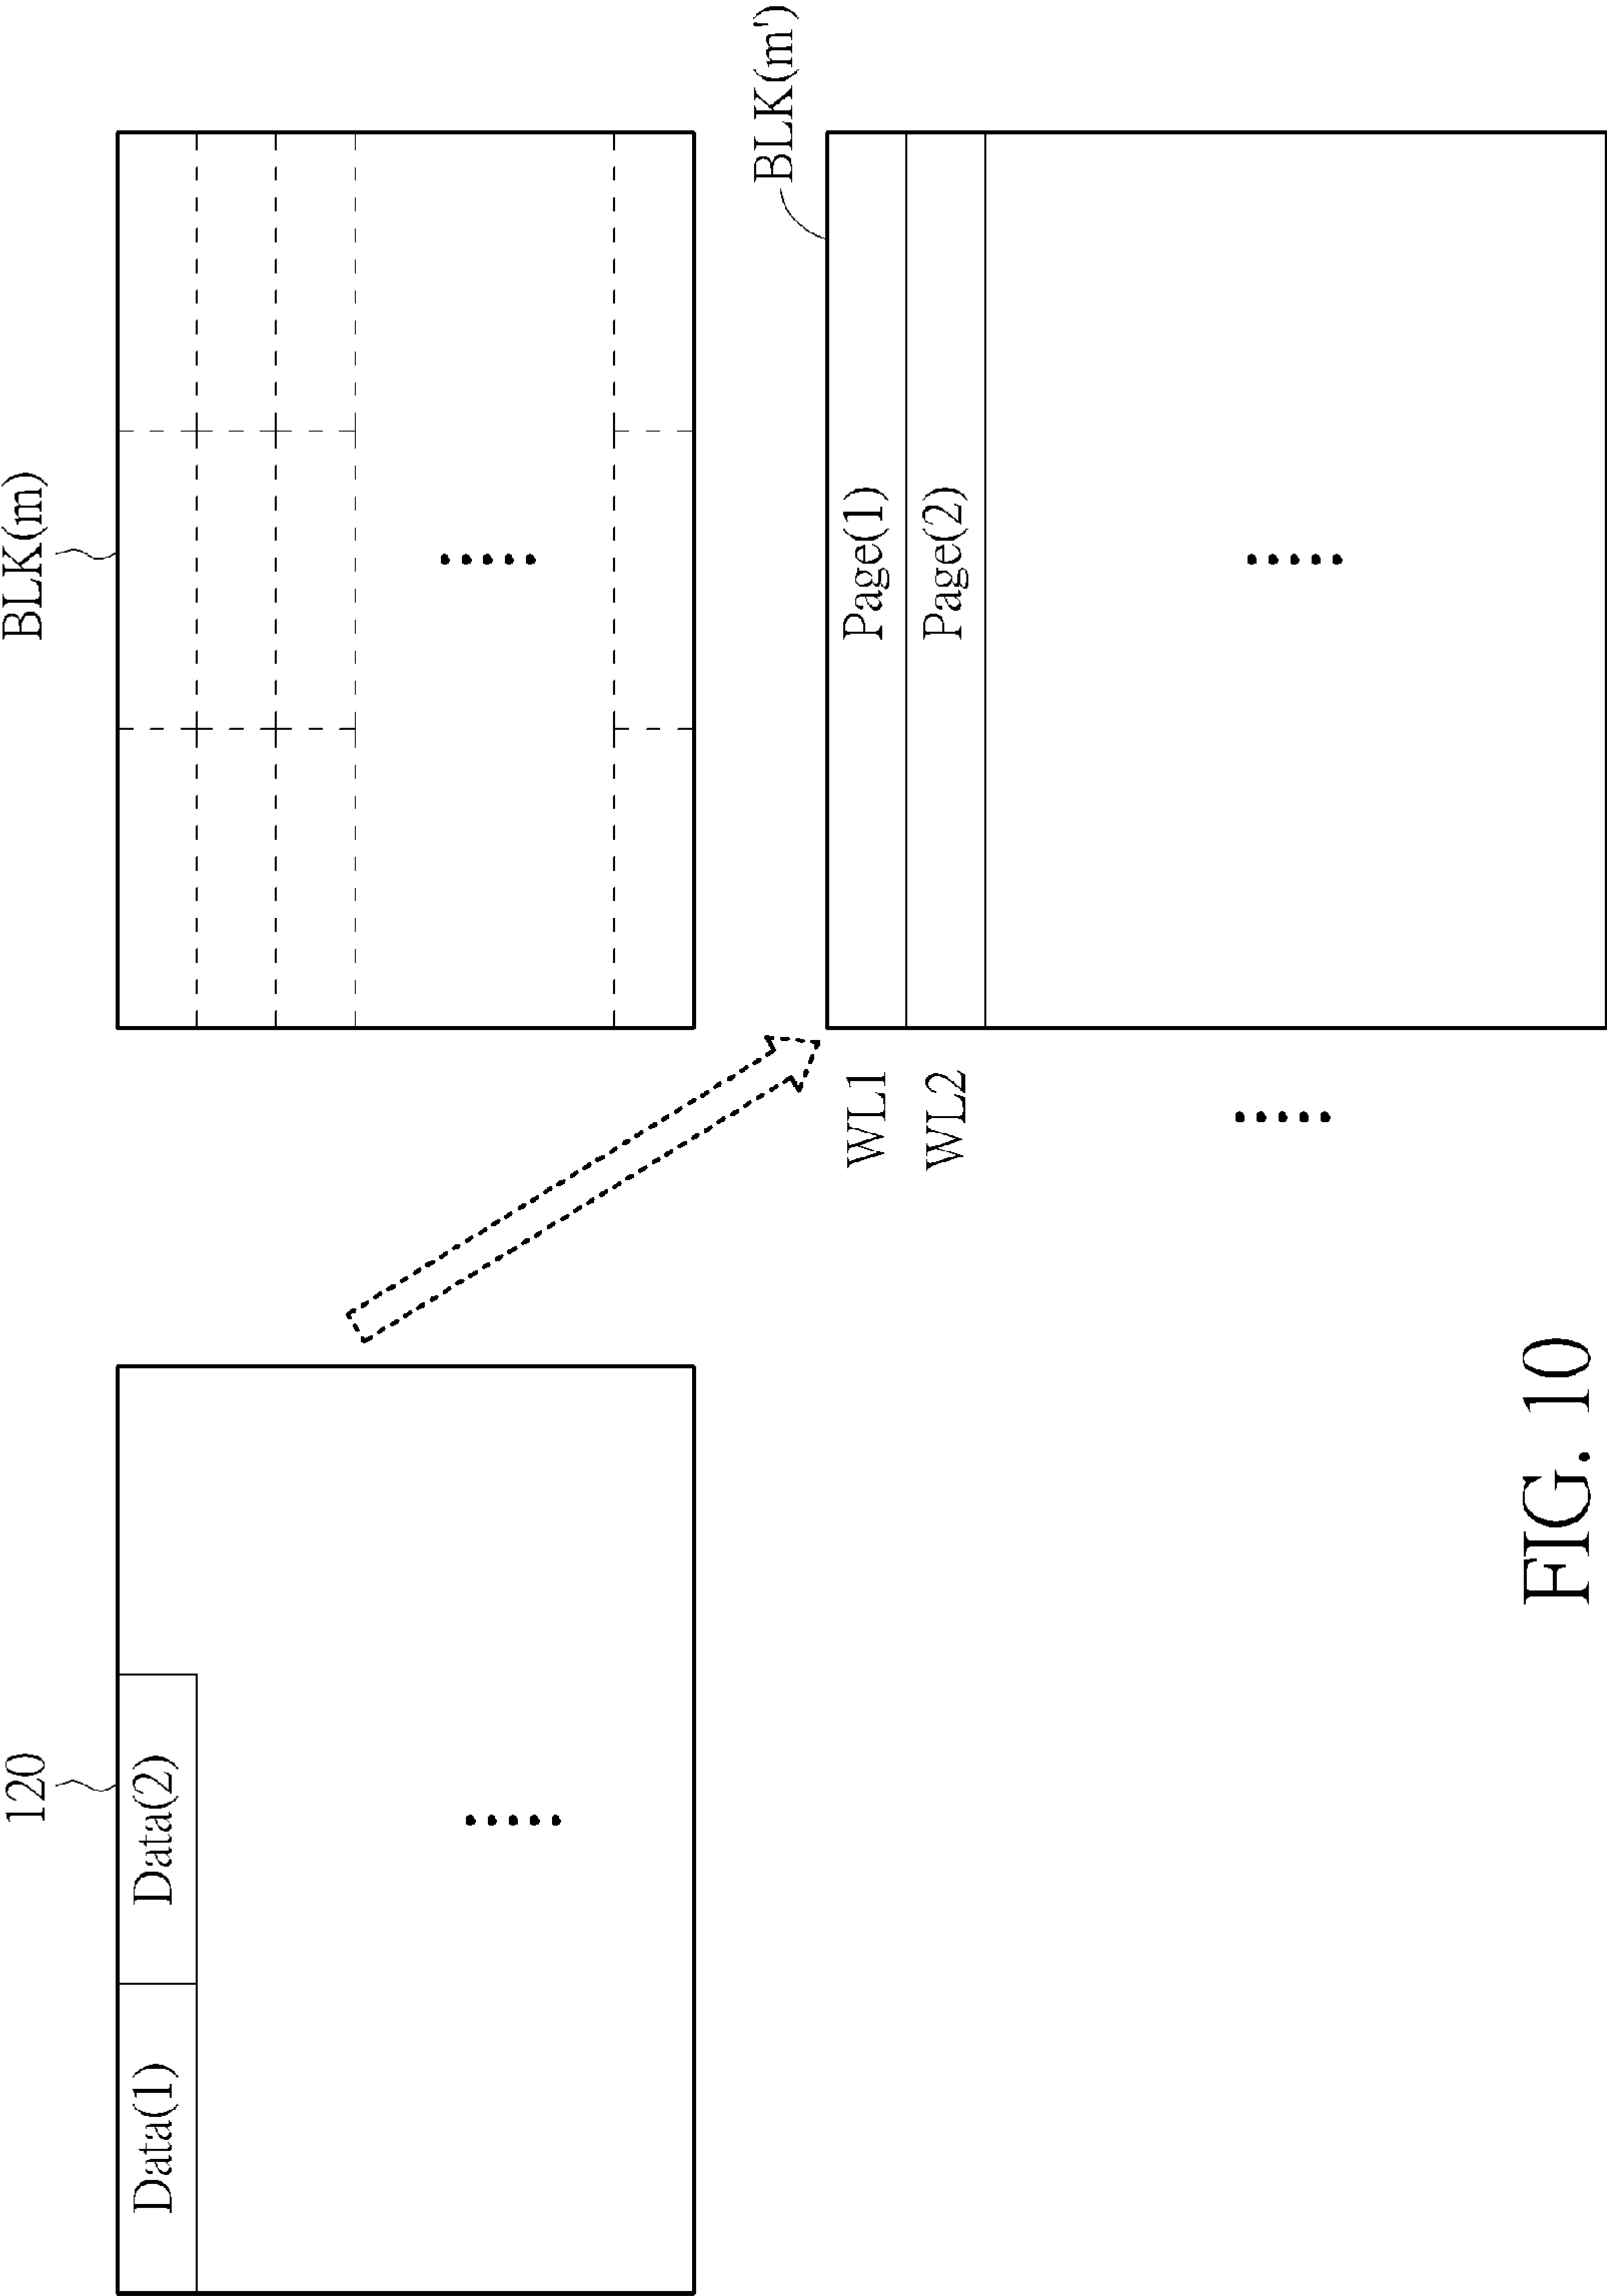 120
BLK(m)
Data(1) Data(2)
BLK(m')
WL1 Page(1)
WL2 Page(2)
FIG. 10